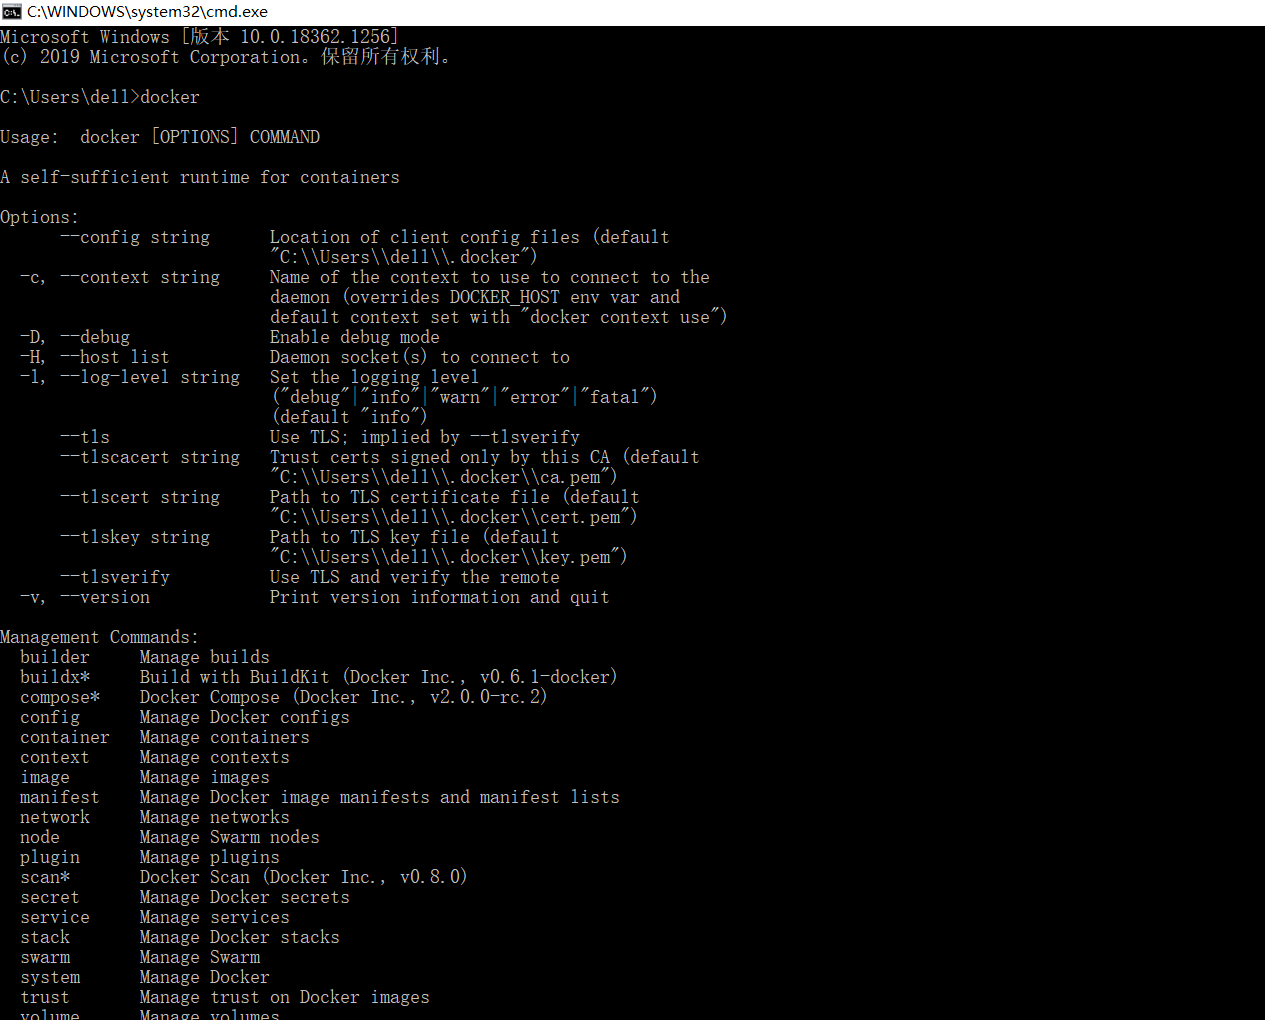 C:\WINDOWS\system32\cmd.exe
Microsoft Windows [版本 10.0.18362.1256]
(c) 2019 Microsoft Corporation。保留所有权利。
C:\Users\dell>docker
Usage:  docker [OPTIONS] COMMAND
A self-sufficient runtime for containers
Options:
      --config string      Location of client config files (default
                           "C:\\Users\\dell\\.docker")
  -c, --context string     Name of the context to use to connect to the
                           daemon (overrides DOCKER_HOST env var and
                           default context set with "docker context use")
  -D, --debug              Enable debug mode
  -H, --host list          Daemon socket(s) to connect to
  -l, --log-level string   Set the logging level
                           ("debug"|"info"|"warn"|"error"|"fatal")
                           (default "info")
      --tls                Use TLS; implied by --tlsverify
      --tlscacert string   Trust certs signed only by this CA (default
                           "C:\\Users\\dell\\.docker\\ca.pem")
      --tlscert string     Path to TLS certificate file (default
                           "C:\\Users\\dell\\.docker\\cert.pem")
      --tlskey string      Path to TLS key file (default
                           "C:\\Users\\dell\\.docker\\key.pem")
      --tlsverify          Use TLS and verify the remote
  -v, --version            Print version information and quit
Management Commands:
  builder     Manage builds
  buildx*     Build with BuildKit (Docker Inc., v0.6.1-docker)
  compose*    Docker Compose (Docker Inc., v2.0.0-rc.2)
  config      Manage Docker configs
  container   Manage containers
  context     Manage contexts
  image       Manage images
  manifest    Manage Docker image manifests and manifest lists
  network     Manage networks
  node        Manage Swarm nodes
  plugin      Manage plugins
  scan*       Docker Scan (Docker Inc., v0.8.0)
  secret      Manage Docker secrets
  service     Manage services
  stack       Manage Docker stacks
  swarm       Manage Swarm
  system      Manage Docker
  trust       Manage trust on Docker images
  volume      Manage volumes